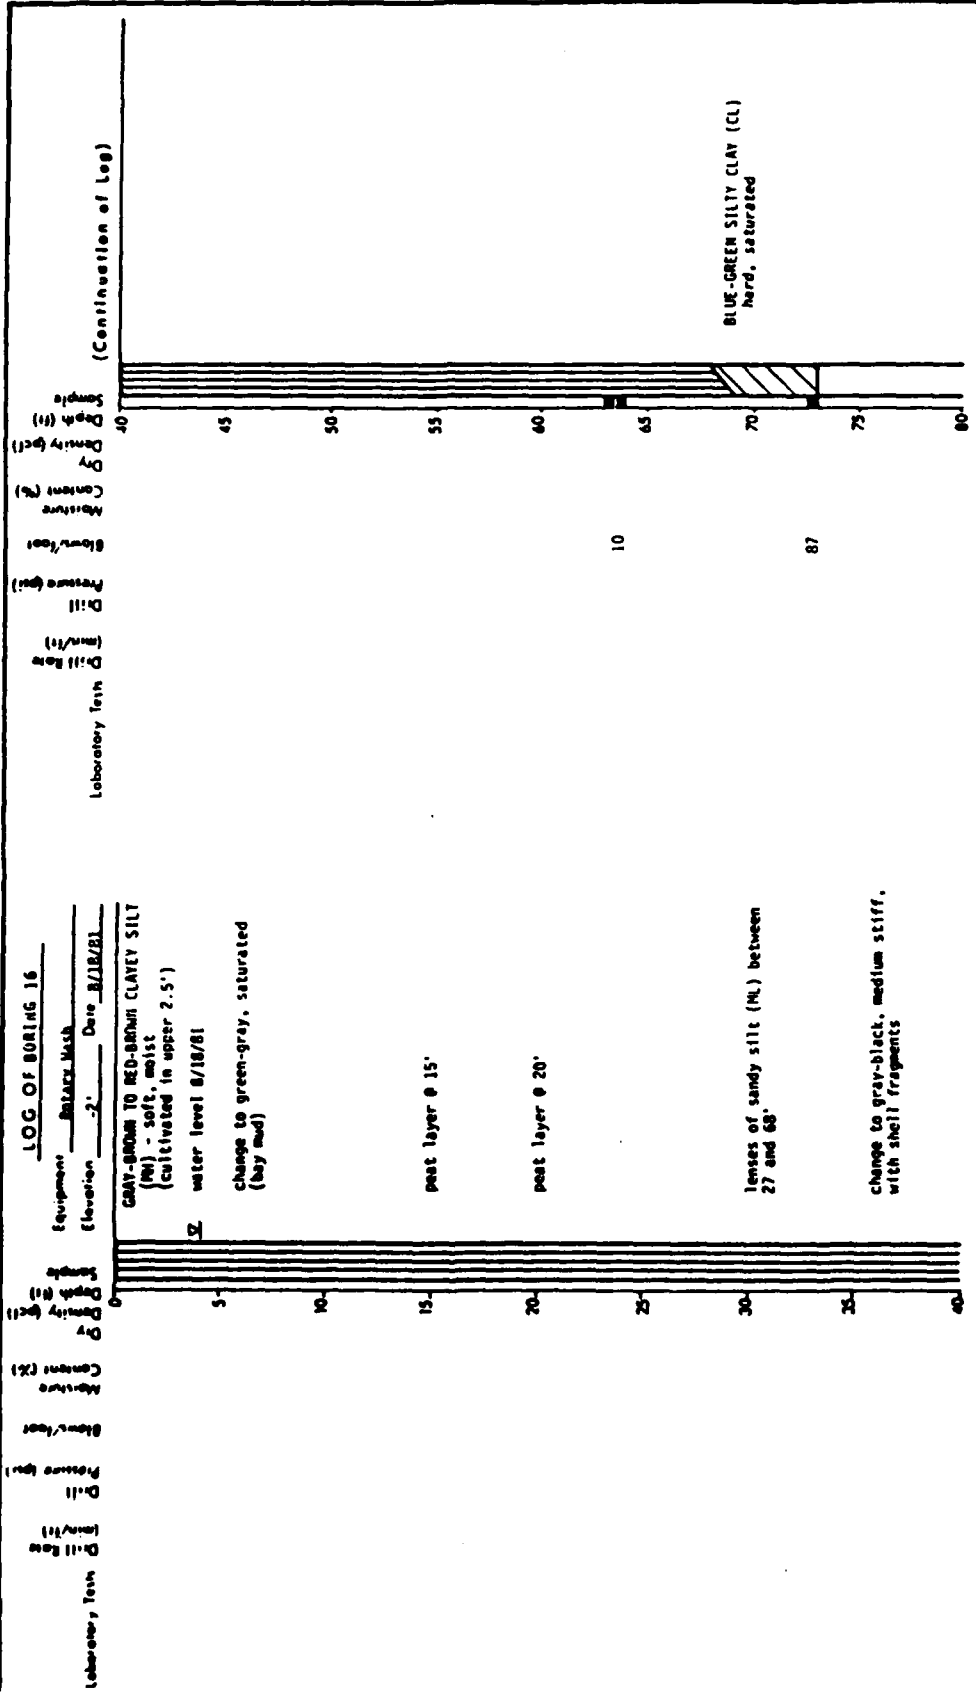 LOG OF BORING 16
Equipment Rotary Wash
Elevation -2' Date 8/18/81
Laboratory Tests
Drill Rate
(min/ft)
Drill
Pressure (psi)
Blows/foot
Moisture
Content (%)
Dry
Density (pcf)
Depth (ft)
Sample
0
5
10
15
20
25
30
35
40
GRAY-BROWN TO RED-BROWN CLAYEY SILT
(MH) - soft, moist
(cultivated in upper 2.5')
water level 8/18/81
change to green-gray, saturated
(bay mud)
peat layer @ 15'
peat layer @ 20'
lenses of sandy silt (ML) between
27 and 68'
change to gray-black, medium stiff,
with shell fragments
(Continuation of Log)
Laboratory Tests
Drill Rate
(min/ft)
Drill
Pressure (psi)
Blows/foot
Moisture
Content (%)
Dry
Density (pcf)
Depth (ft)
Sample
40
45
50
55
60
65
70
75
80
10
87
BLUE-GREEN SILTY CLAY (CL)
hard, saturated